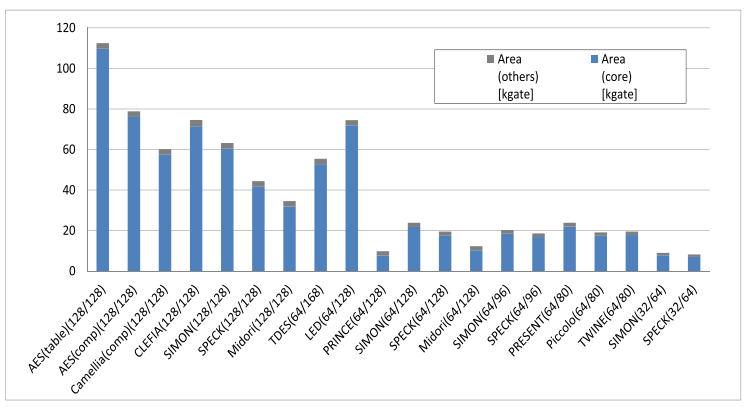 120
100
80
60
40
20
0
Area (others) [kgate]
Area (core) [kgate]
AES(table)(128/128)
AES(comp)(128/128)
Camellia(comp)(128/128)
CLEFIA(128/128)
SIMON(128/128)
SPECK(128/128)
Midori(128/128)
TDES(64/168)
LED(64/128)
PRINCE(64/128)
SIMON(64/128)
SPECK(64/128)
Midori(64/128)
SIMON(64/96)
SPECK(64/96)
PRESENT(64/80)
Piccolo(64/80)
TWINE(64/80)
SIMON(32/64)
SPECK(32/64)